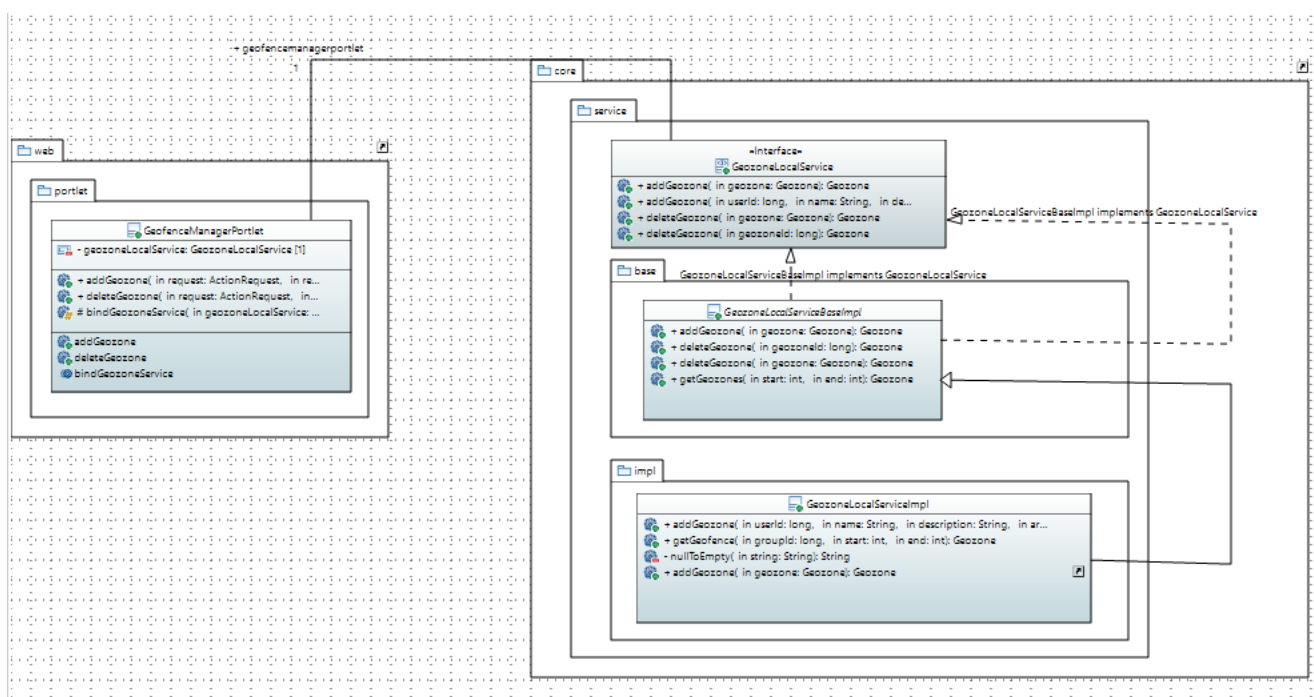 + geofencemanagerportlet
1
web
portlet
GeofenceManagerPortlet
- geozoneLocalService: GeozoneLocalService [1]
+ addGeozone( in request: ActionRequest, in re...
+ deleteGeozone( in request: ActionRequest, in...
# bindGeozoneService( in geozoneLocalService: ...
addGeozone
deleteGeozone
bindGeozoneService
core
service
«Interface»
GeozoneLocalService
+ addGeozone( in geozone: Geozone): Geozone
+ addGeozone( in userId: long, in name: String, in de...
+ deleteGeozone( in geozone: Geozone): Geozone
+ deleteGeozone( in geozoneId: long): Geozone
GeozoneLocalServiceBaseImpl implements GeozoneLocalService
base
GeozoneLocalServiceBaseImpl implements GeozoneLocalService
GeozoneLocalServiceBaseImpl
+ addGeozone( in geozone: Geozone): Geozone
+ deleteGeozone( in geozoneId: long): Geozone
+ deleteGeozone( in geozone: Geozone): Geozone
+ getGeozones( in start: int, in end: int): Geozone
impl
GeozoneLocalServiceImpl
+ addGeozone( in userId: long, in name: String, in description: String, in ar...
+ getGeofence( in groupId: long, in start: int, in end: int): Geozone
- nullToEmpty( in string: String): String
+ addGeozone( in geozone: Geozone): Geozone